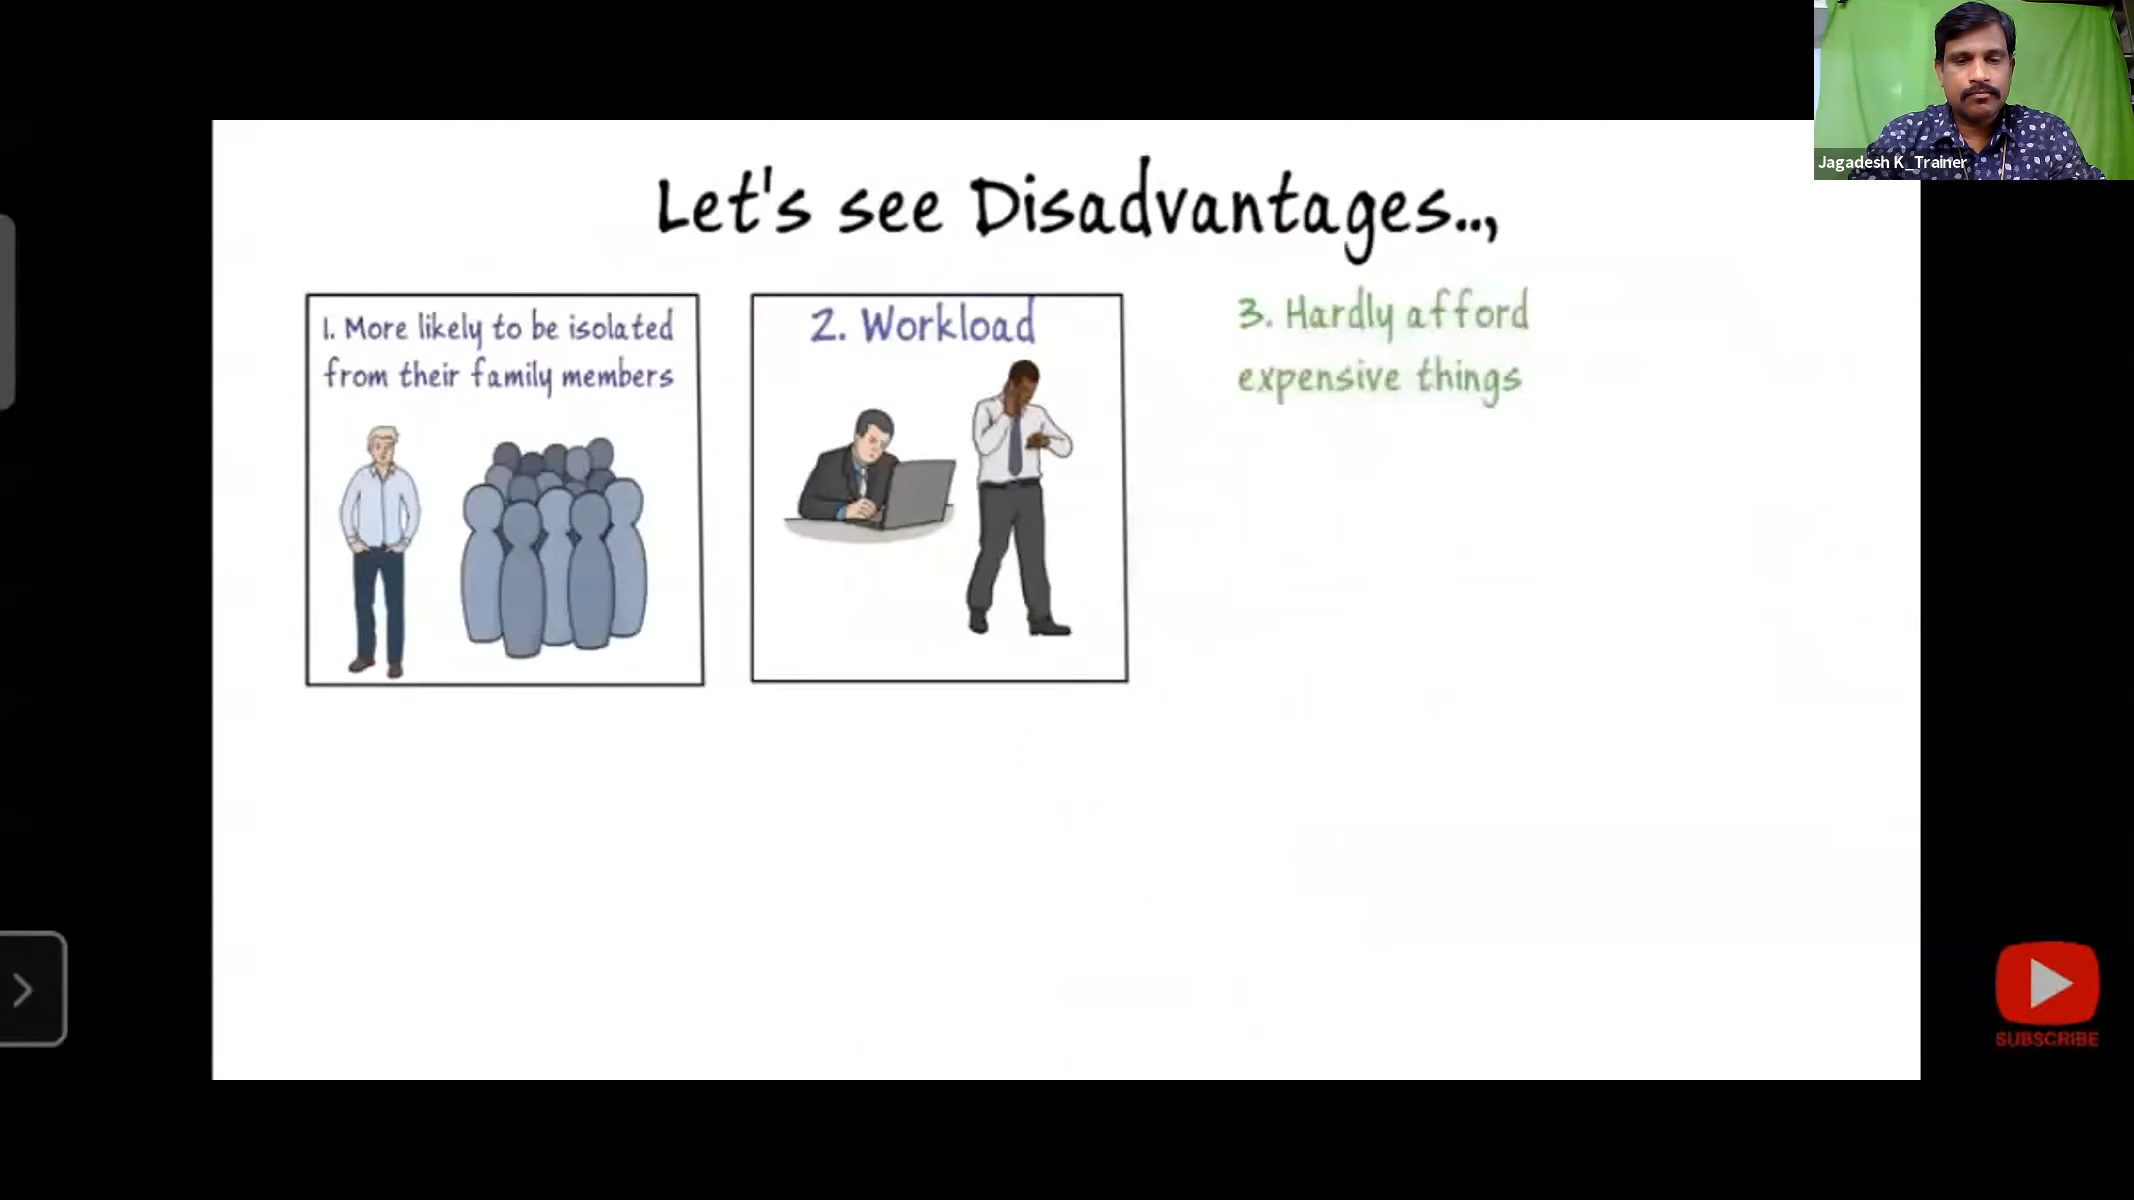 Jagadesh K_Trainer
Let's see Disadvantages..,
1. More likely to be isolated
from their family members
2. Workload
3. Hardly afford
expensive things
SUBSCRIBE